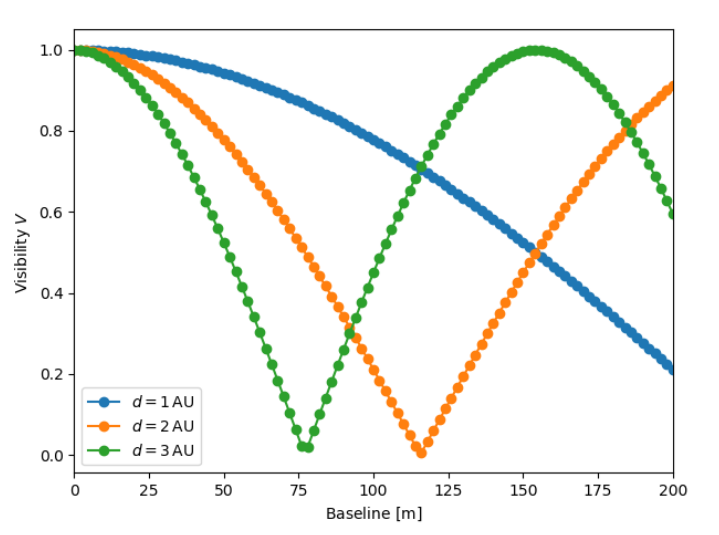 1.0
0.8
0.6
0.4
0.2
0.0
Visibility V
d = 1 AU
d = 2 AU
d = 3 AU
0 25 50 75 100 125 150 175 200
Baseline [m]